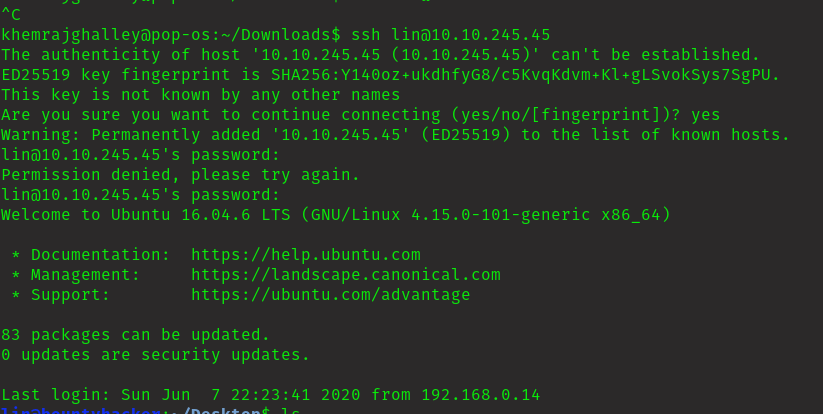 ^C
khemrajghalley@pop-os:~/Downloads$ ssh lin@10.10.245.45
The authenticity of host '10.10.245.45 (10.10.245.45)' can't be established.
ED25519 key fingerprint is SHA256:Y140oz+ukdhfyG8/c5KvqKdvm+Kl+gLSvokSys7SgPU.
This key is not known by any other names
Are you sure you want to continue connecting (yes/no/[fingerprint])? yes
Warning: Permanently added '10.10.245.45' (ED25519) to the list of known hosts.
lin@10.10.245.45's password:
Permission denied, please try again.
lin@10.10.245.45's password:
Welcome to Ubuntu 16.04.6 LTS (GNU/Linux 4.15.0-101-generic x86_64)
* Documentation:  https://help.ubuntu.com
* Management:     https://landscape.canonical.com
* Support:        https://ubuntu.com/advantage
83 packages can be updated.
0 updates are security updates.
Last login: Sun Jun  7 22:23:41 2020 from 192.168.0.14
lin@bountyhacker:~/Desktop$ ls